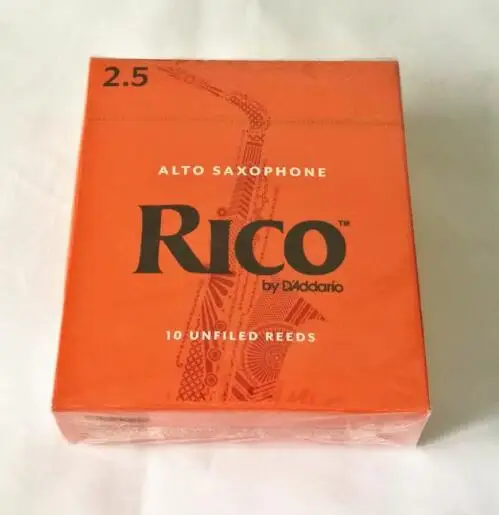 2.5
ALTO SAXOPHONE
RICO™
by D'Addario
10 UNFILED REEDS